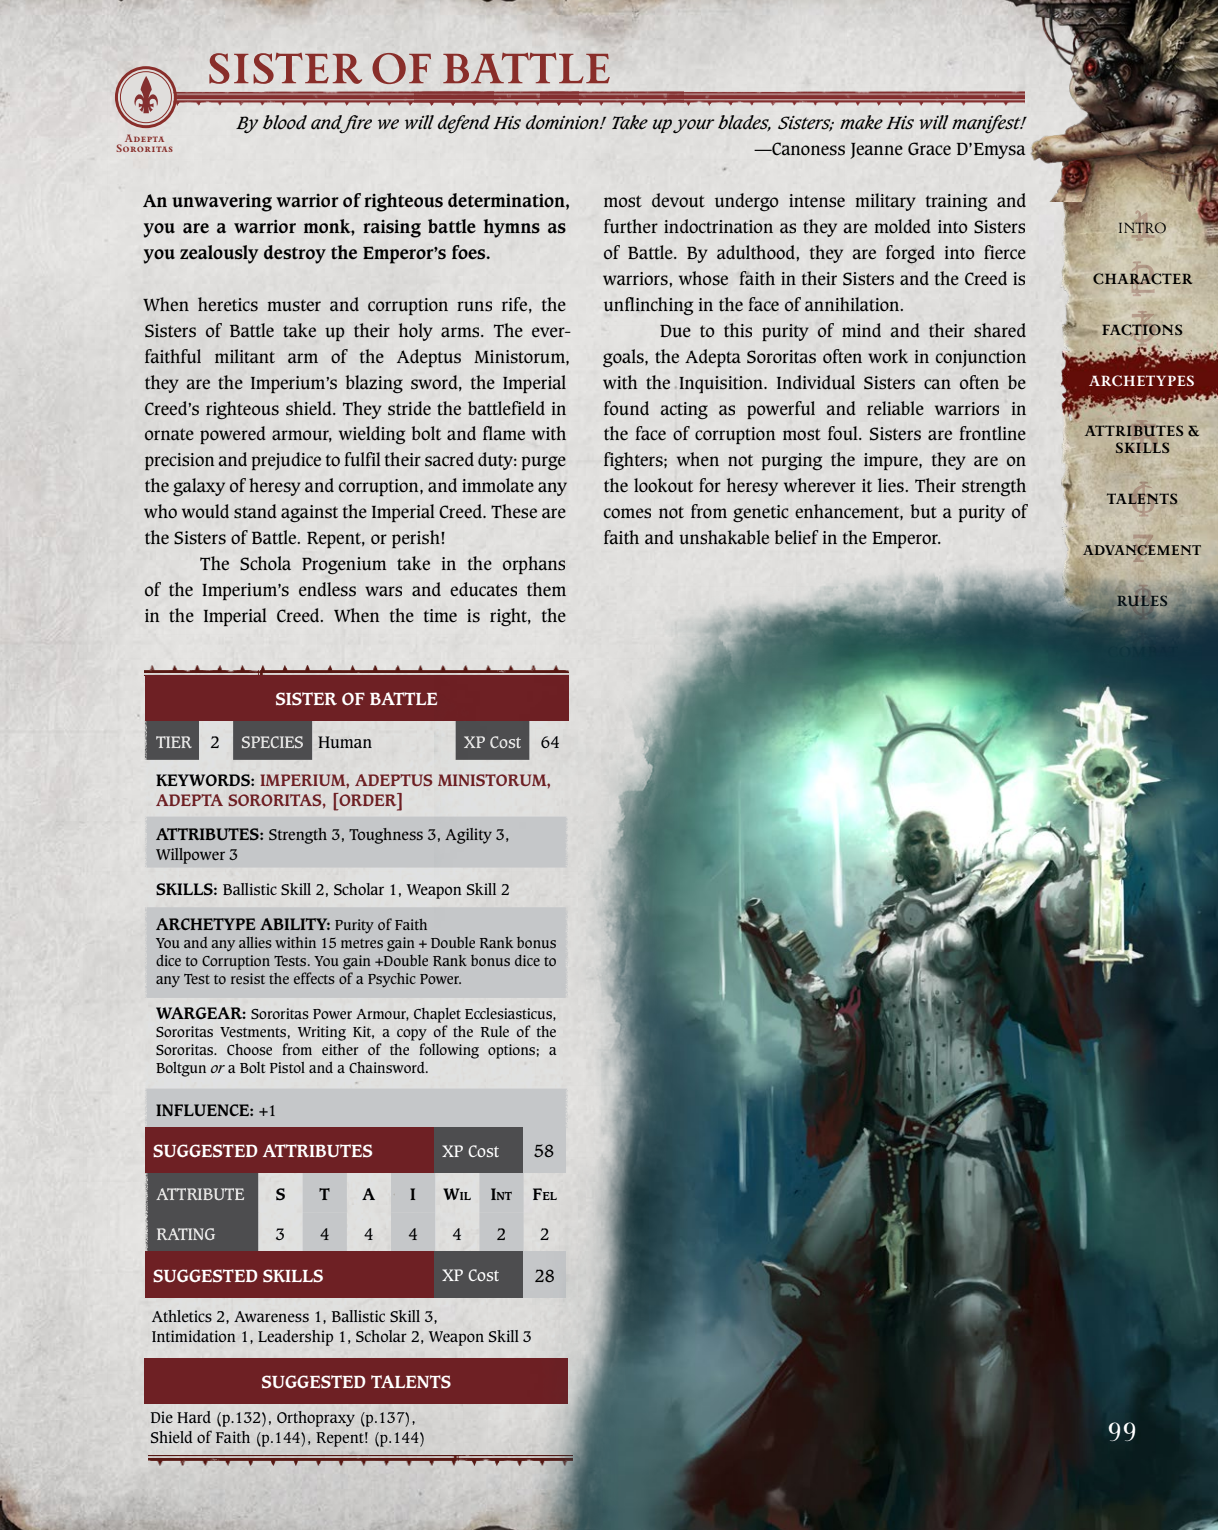 SISTER OF BATTLE
ADEPTA
SORORITAS
By blood and fire we will defend His dominion! Take up your blades, Sisters; make His will manifest!
—Canoness Jeanne Grace D'Emysa
An unwavering warrior of righteous determination,
you are a warrior monk, raising battle hymns as
you zealously destroy the Emperor's foes.
When heretics muster and corruption runs rife, the
Sisters of Battle take up their holy arms. The ever-
faithful militant arm of the Adeptus Ministorum,
they are the Imperium's blazing sword, the Imperial
Creed's righteous shield. They stride the battlefield in
ornate powered armour, wielding bolt and flame with
precision and prejudice to fulfil their sacred duty: purge
the galaxy of heresy and corruption, and immolate any
who would stand against the Imperial Creed. These are
the Sisters of Battle. Repent, or perish!
The Schola Progenium take in the orphans
of the Imperium's endless wars and educates them
in the Imperial Creed. When the time is right, the
most devout undergo intense military training and
further indoctrination as they are molded into Sisters
of Battle. By adulthood, they are forged into fierce
warriors, whose faith in their Sisters and the Creed is
unflinching in the face of annihilation.
Due to this purity of mind and their shared
goals, the Adepta Sororitas often work in conjunction
with the Inquisition. Individual Sisters can often be
found acting as powerful and reliable warriors in
the face of corruption most foul. Sisters are frontline
fighters; when not purging the impure, they are on
the lookout for heresy wherever it lies. Their strength
comes not from genetic enhancement, but a purity of
faith and unshakable belief in the Emperor.
INTRO
CHARACTER
FACTIONS
ARCHETYPES
ATTRIBUTES &
SKILLS
TALENTS
ADVANCEMENT
RULES
COMBAT
SISTER OF BATTLE
TIER 2 SPECIES Human XP Cost 64
KEYWORDS: IMPERIUM, ADEPTUS MINISTORUM,
ADEPTA SORORITAS, [ORDER]
ATTRIBUTES: Strength 3, Toughness 3, Agility 3,
Willpower 3
SKILLS: Ballistic Skill 2, Scholar 1, Weapon Skill 2
ARCHETYPE ABILITY: Purity of Faith
You and any allies within 15 metres gain + Double Rank bonus
dice to Corruption Tests. You gain +Double Rank bonus dice to
any Test to resist the effects of a Psychic Power.
WARGEAR: Sororitas Power Armour, Chaplet Ecclesiasticus,
Sororitas Vestments, Writing Kit, a copy of the Rule of the
Sororitas. Choose from either of the following options; a
Boltgun or a Bolt Pistol and a Chainsword.
INFLUENCE: +1
SUGGESTED ATTRIBUTES XP Cost 58
ATTRIBUTE S T A I WIL INT FEL
RATING 3 4 4 4 4 2 2
SUGGESTED SKILLS XP Cost 28
Athletics 2, Awareness 1, Ballistic Skill 3,
Intimidation 1, Leadership 1, Scholar 2, Weapon Skill 3
SUGGESTED TALENTS
Die Hard (p.132), Orthopraxy (p.137),
Shield of Faith (p.144), Repent! (p.144)
99